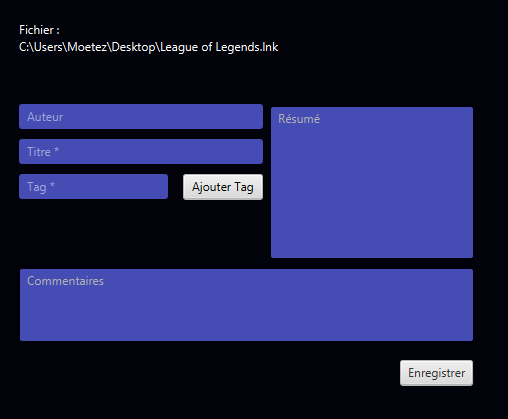 Fichier :
C:\Users\Moetez\Desktop\League of Legends.lnk
Auteur
Résumé
Titre *
Tag *
Ajouter Tag
Commentaires
Enregistrer